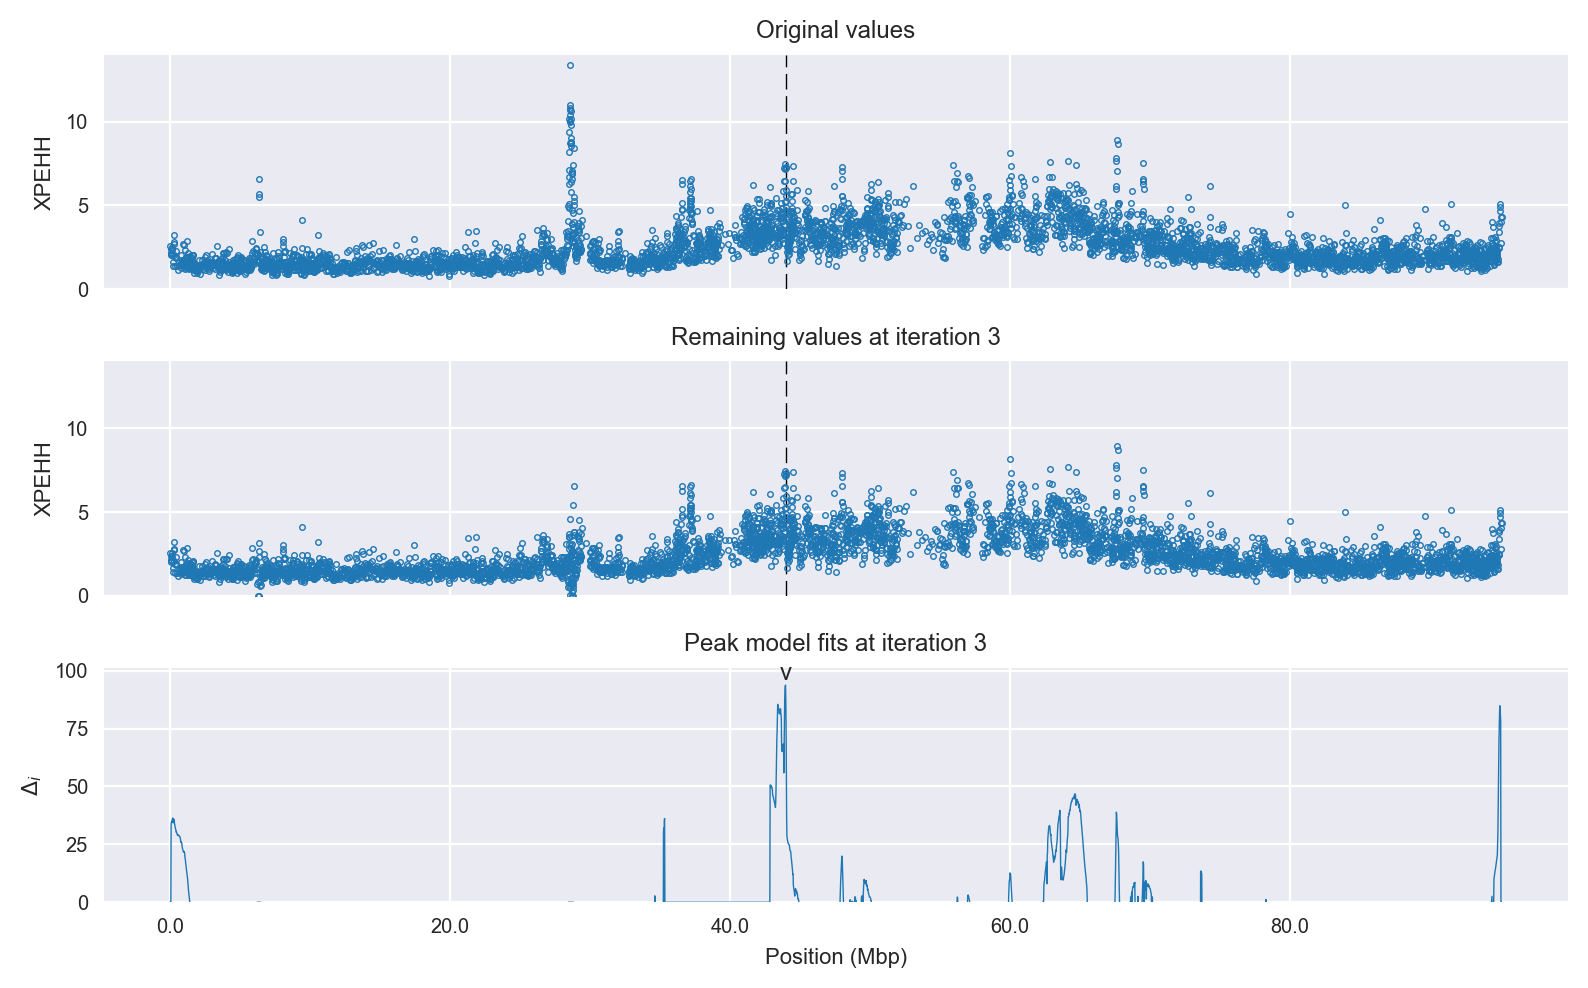 Original values
XPEHH
10
5
0
Remaining values at iteration 3
XPEHH
10
5
0
Peak model fits at iteration 3
Δi
100
75
50
25
0
v
0.0 20.0 40.0 60.0 80.0
Position (Mbp)